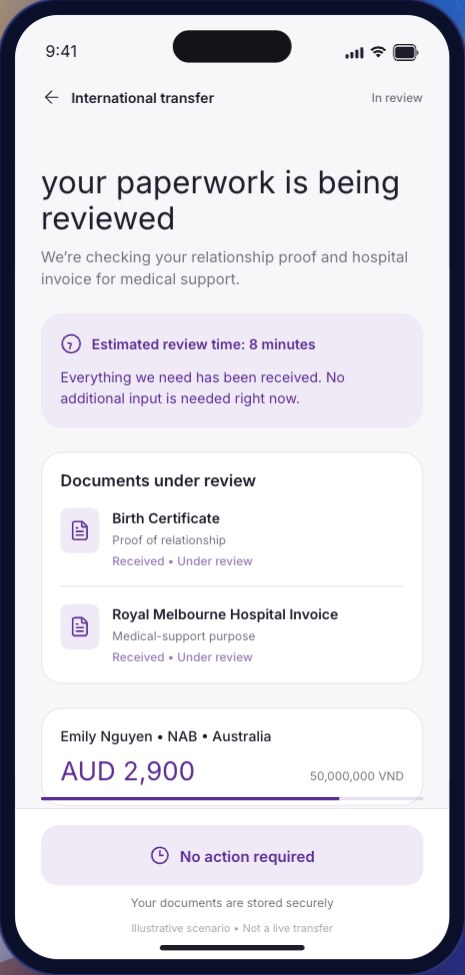 9:41
International transfer
In review
your paperwork is being
reviewed
We're checking your relationship proof and hospital
invoice for medical support.
Estimated review time: 8 minutes
Everything we need has been received. No
additional input is needed right now.
Documents under review
Birth Certificate
Proof of relationship
Received • Under review
Royal Melbourne Hospital Invoice
Medical-support purpose
Received • Under review
Emily Nguyen • NAB • Australia
AUD 2,900
50,000,000 VND
No action required
Your documents are stored securely
Illustrative scenario • Not a live transfer